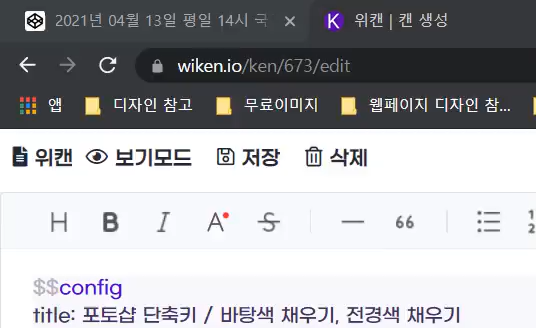 2021년 04월 13일 평일 14시 국
위캔 | 캔 생성
wiken.io/ken/673/edit
앱 디자인 참고 무료이미지 웹페이지 디자인 참...
위캔 보기모드 저장 삭제
H B I A S — 66
$$config
title: 포토샵 단축키 / 바탕색 채우기, 전경색 채우기